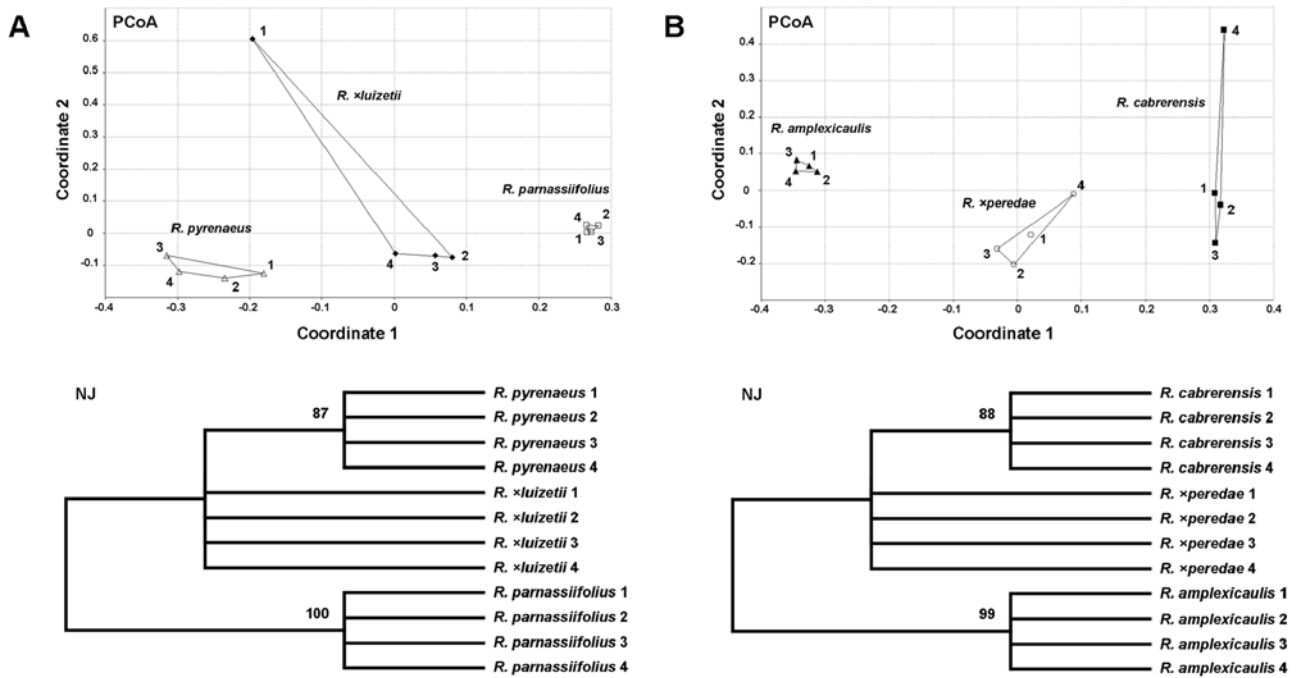 A
PCoA
0.6
0.5
0.4
0.3
0.2
0.1
0
-0.1
Coordinate 2
-0.4
-0.3
-0.2
-0.1
0
0.1
0.2
0.3
Coordinate 1
1
R. ×luizetii
4
3
2
R. parnassiifolius
4
2
1
3
R. pyrenaeus
3
1
4
2
B
PCoA
0.4
0.3
0.2
0.1
0
-0.1
-0.2
Coordinate 2
-0.4
-0.3
-0.2
-0.1
0
0.1
0.2
0.3
0.4
Coordinate 1
4
R. cabrerensis
1
2
3
R. amplexicaulis
3
1
4
2
R. ×peredae
4
3
1
2
NJ
87
100
R. pyrenaeus 1
R. pyrenaeus 2
R. pyrenaeus 3
R. pyrenaeus 4
R. ×luizetii 1
R. ×luizetii 2
R. ×luizetii 3
R. ×luizetii 4
R. parnassiifolius 1
R. parnassiifolius 2
R. parnassiifolius 3
R. parnassiifolius 4
NJ
88
99
R. cabrerensis 1
R. cabrerensis 2
R. cabrerensis 3
R. cabrerensis 4
R. ×peredae 1
R. ×peredae 2
R. ×peredae 3
R. ×peredae 4
R. amplexicaulis 1
R. amplexicaulis 2
R. amplexicaulis 3
R. amplexicaulis 4